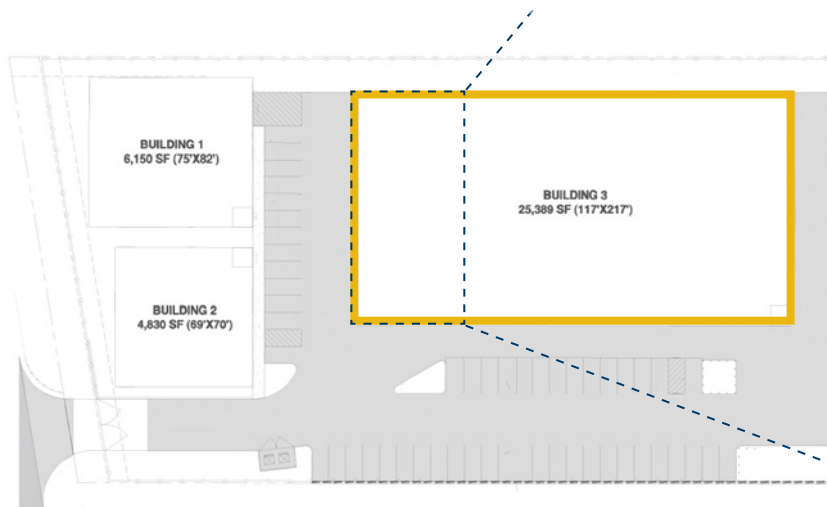 BUILDING 1
6,150 SF (75'X82')
BUILDING 3
25,389 SF (117'X217')
BUILDING 2
4,830 SF (69'X70')